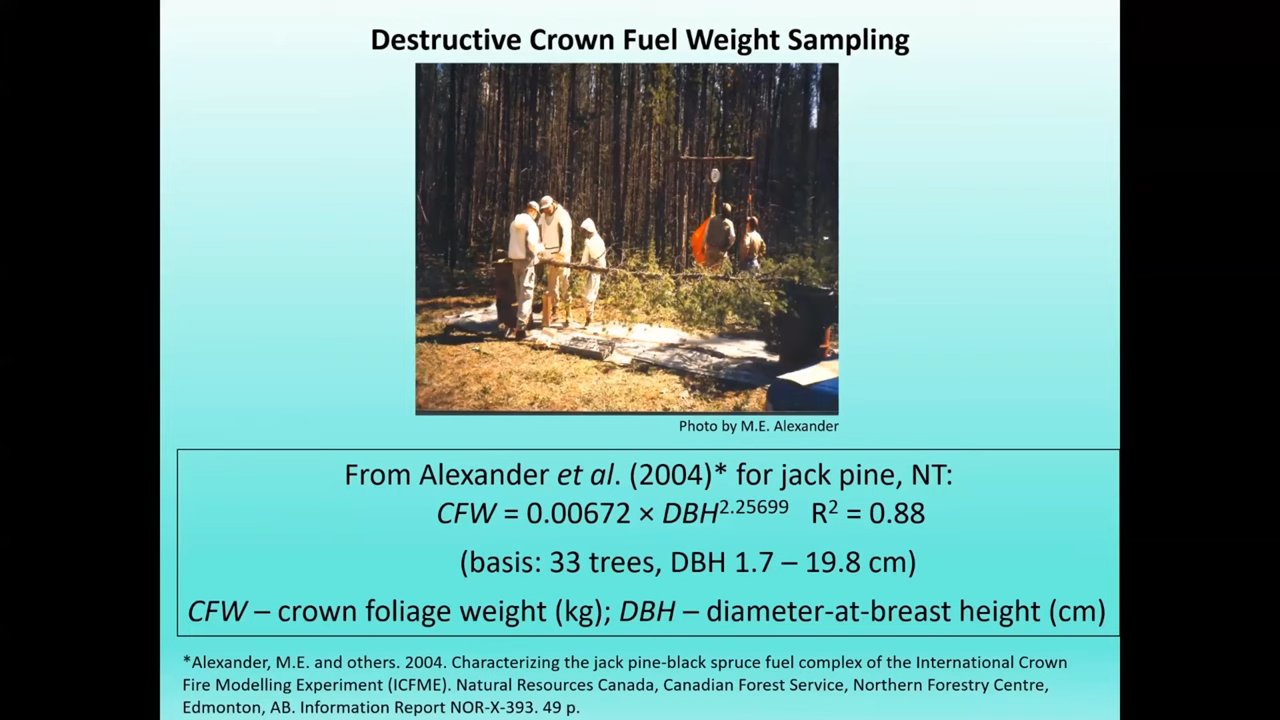 Destructive Crown Fuel Weight Sampling
Photo by M.E. Alexander
From Alexander et al. (2004)* for jack pine, NT:
CFW = 0.00672 × DBH^2.25699 R² = 0.88
(basis: 33 trees, DBH 1.7 – 19.8 cm)
CFW – crown foliage weight (kg); DBH – diameter-at-breast height (cm)
*Alexander, M.E. and others. 2004. Characterizing the jack pine-black spruce fuel complex of the International Crown
Fire Modelling Experiment (ICFME). Natural Resources Canada, Canadian Forest Service, Northern Forestry Centre,
Edmonton, AB. Information Report NOR-X-393. 49 p.